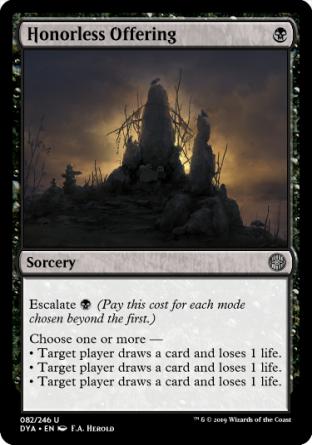 Honorless Offering
Sorcery
Escalate (Pay this cost for each mode
chosen beyond the first.)
Choose one or more —
• Target player draws a card and loses 1 life.
• Target player draws a card and loses 1 life.
• Target player draws a card and loses 1 life.
082/246 U
DYA • EN F.A. HEROLD
™ & © 2019 Wizards of the Coast